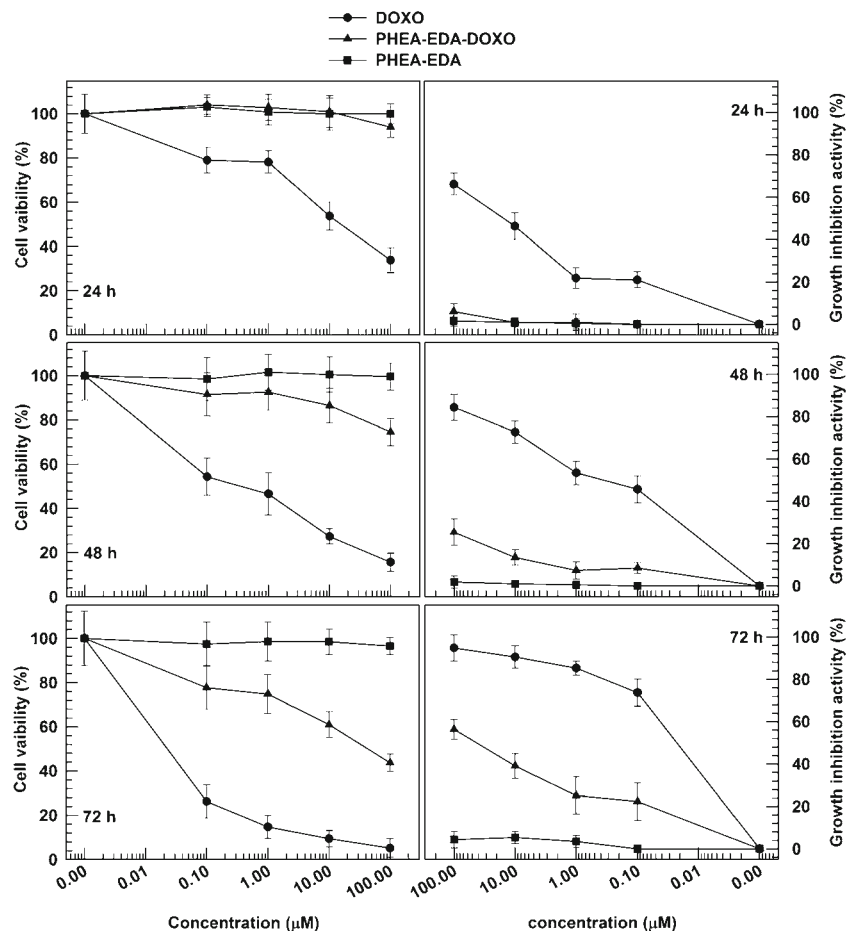 DOXO
PHEA-EDA-DOXO
PHEA-EDA
Cell vaibility (%)
100
80
60
40
20
0
24 h
24 h
100
80
60
40
20
0
Growth inhibition activity (%)
Cell vaibility (%)
100
80
60
40
20
0
48 h
48 h
100
80
60
40
20
0
Growth inhibition activity (%)
Cell vaibility (%)
100
80
60
40
20
0
72 h
72 h
100
80
60
40
20
0
Growth inhibition activity (%)
0.00 0.01 0.10 1.00 10.00 100.00
100.00 10.00 1.00 0.10 0.01 0.00
Concentration (µM)
concentration (µM)